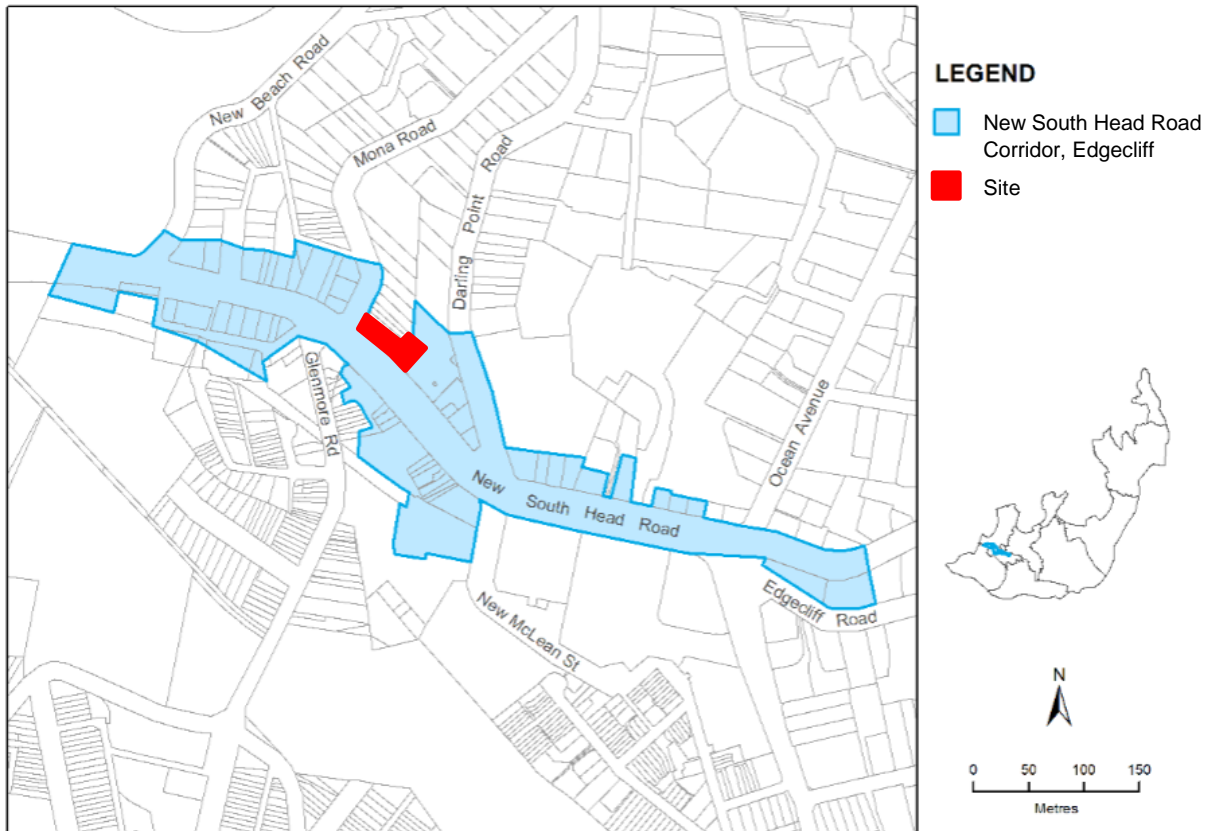 New Beach Road
Mona Road
Darling Point Road
Glenmore Rd
Ocean Avenue
New South Head Road
Edgecliff Road
New McLean St
LEGEND
New South Head Road
Corridor, Edgecliff
Site
N
0 50 100 150
Metres